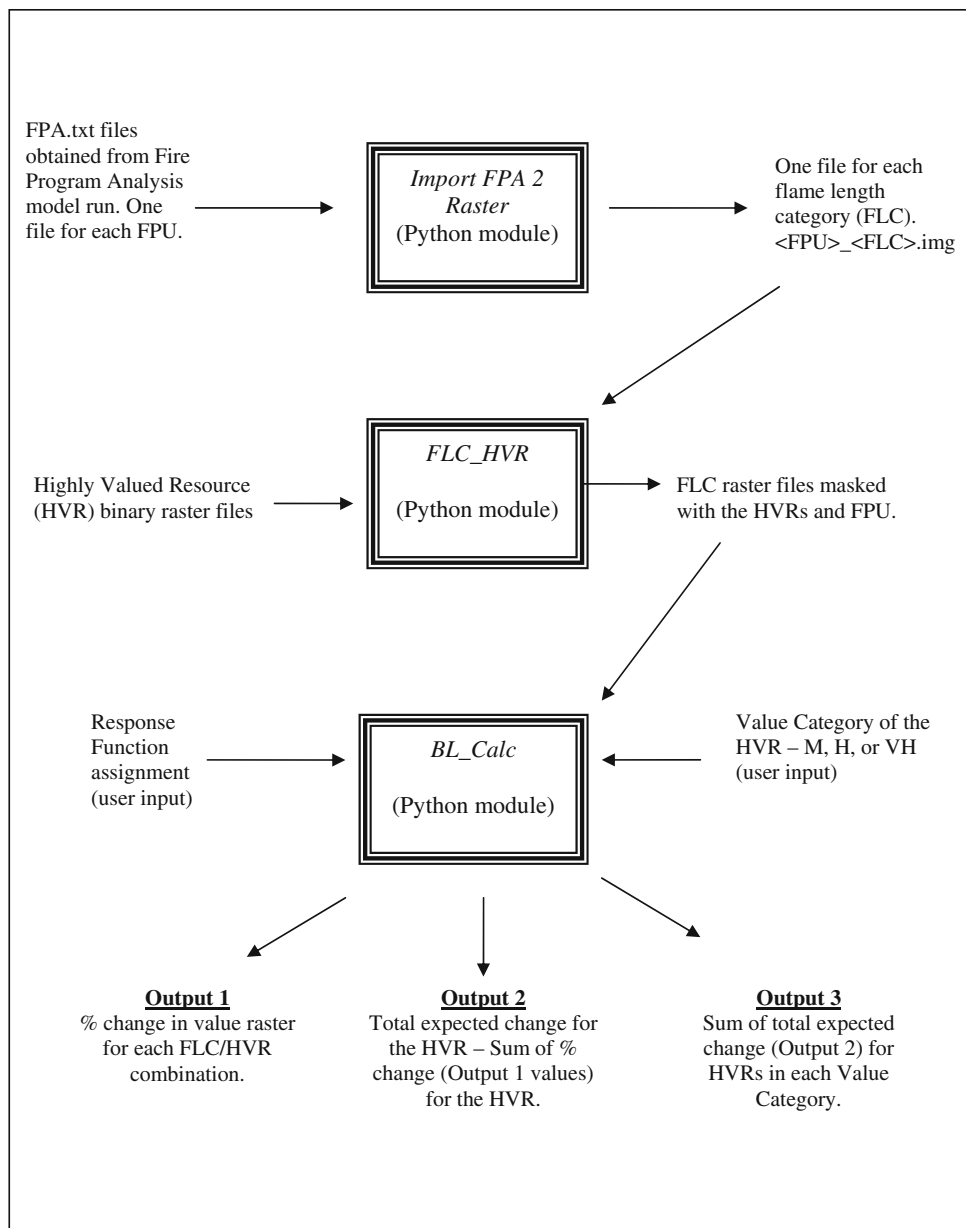 FPA.txt files
obtained from Fire
Program Analysis
model run. One
file for each FPU.
Import FPA 2
Raster
(Python module)
One file for each
flame length
category (FLC).
<FPU>_<FLC>.img
Highly Valued Resource
(HVR) binary raster files
FLC_HVR
(Python module)
FLC raster files masked
with the HVRs and FPU.
Response
Function
assignment
(user input)
BL_Calc
(Python module)
Value Category of the
HVR – M, H, or VH
(user input)
Output 1
% change in value raster
for each FLC/HVR
combination.
Output 2
Total expected change for
the HVR – Sum of %
change (Output 1 values)
for the HVR.
Output 3
Sum of total expected
change (Output 2) for
HVRs in each Value
Category.